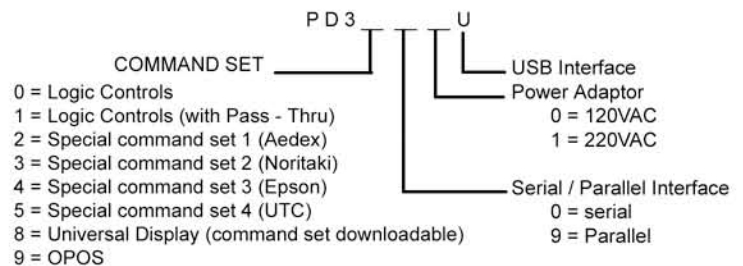 P D 3 _ _ _ U
COMMAND SET
0 = Logic Controls
1 = Logic Controls (with Pass - Thru)
2 = Special command set 1 (Aedex)
3 = Special command set 2 (Noritaki)
4 = Special command set 3 (Epson)
5 = Special command set 4 (UTC)
8 = Universal Display (command set downloadable)
9 = OPOS
USB Interface
Power Adaptor
0 = 120VAC
1 = 220VAC
Serial / Parallel Interface
0 = serial
9 = Parallel